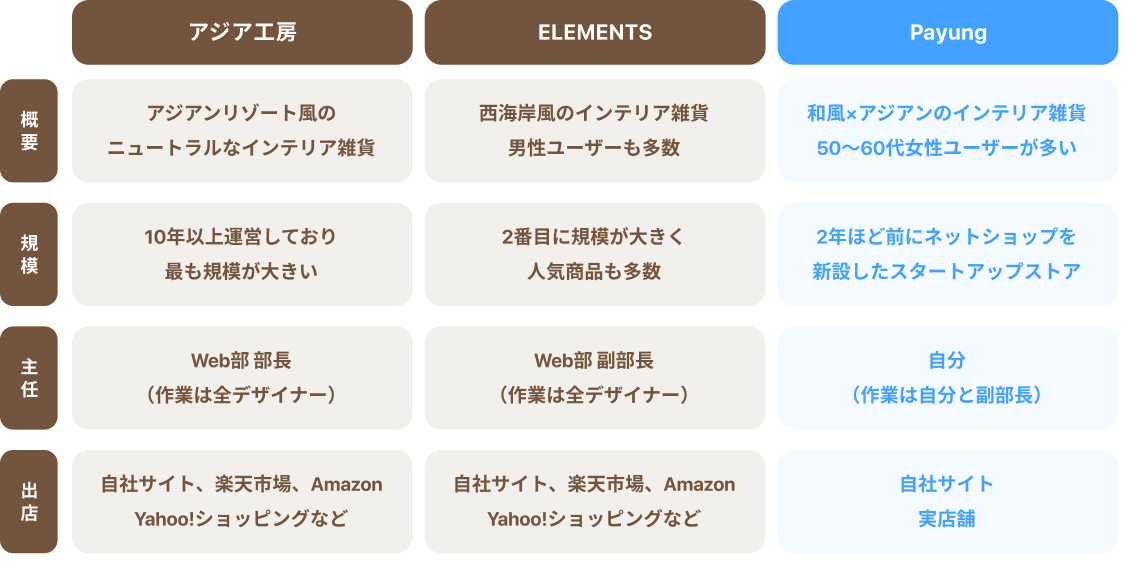 アジア工房
ELEMENTS
Payung
概要
アジアンリゾート風の
ニュートラルなインテリア雑貨
西海岸風のインテリア雑貨
男性ユーザーも多数
和風×アジアンのインテリア雑貨
50〜60代女性ユーザーが多い
規模
10年以上運営しており
最も規模が大きい
2番目に規模が大きく
人気商品も多数
2年ほど前にネットショップを
新設したスタートアップストア
主任
Web部 部長
（作業は全デザイナー）
Web部 副部長
（作業は全デザイナー）
自分
（作業は自分と副部長）
出店
自社サイト、楽天市場、Amazon
Yahoo!ショッピングなど
自社サイト、楽天市場、Amazon
Yahoo!ショッピングなど
自社サイト
実店舗